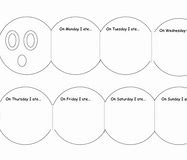 On Monday I ate...
On Tuesday I ate...
On Wednesday
On Thursday I ate...
On Friday I ate...
On Saturday I ate...
On Sunday I ate...